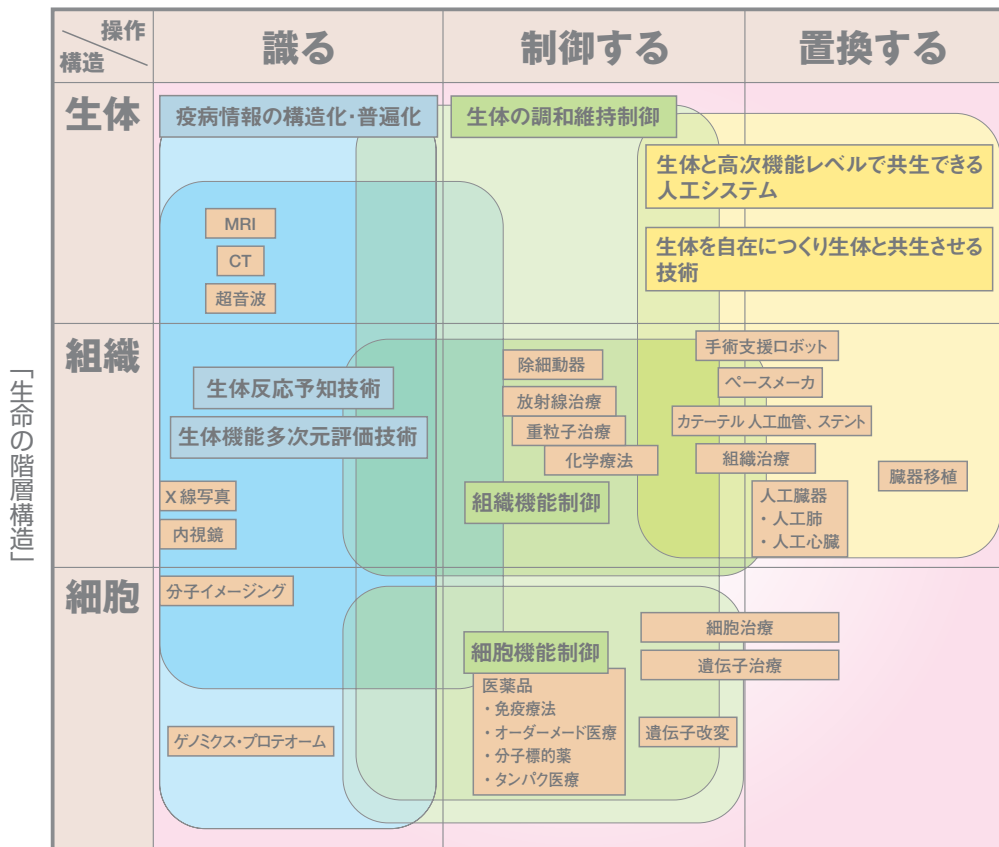 操作
構造
識る
制御する
置換する
生体
疫病情報の構造化・普遍化
生体の調和維持制御
生体と高次機能レベルで共生できる
人工システム
生体を自在につくり生体と共生させる
技術
MRI
CT
超音波
「生命の階層構造」
組織
生体反応予知技術
生体機能多次元評価技術
X線写真
内視鏡
除細動器
放射線治療
重粒子治療
化学療法
組織機能制御
手術支援ロボット
ペースメーカ
カテーテル 人工血管、ステント
組織治療
臓器移植
人工臓器
・人工肺
・人工心臓
細胞
分子イメージング
ゲノミクス・プロテオーム
細胞機能制御
医薬品
・免疫療法
・オーダーメード医療
・分子標的薬
・タンパク医療
細胞治療
遺伝子治療
遺伝子改変